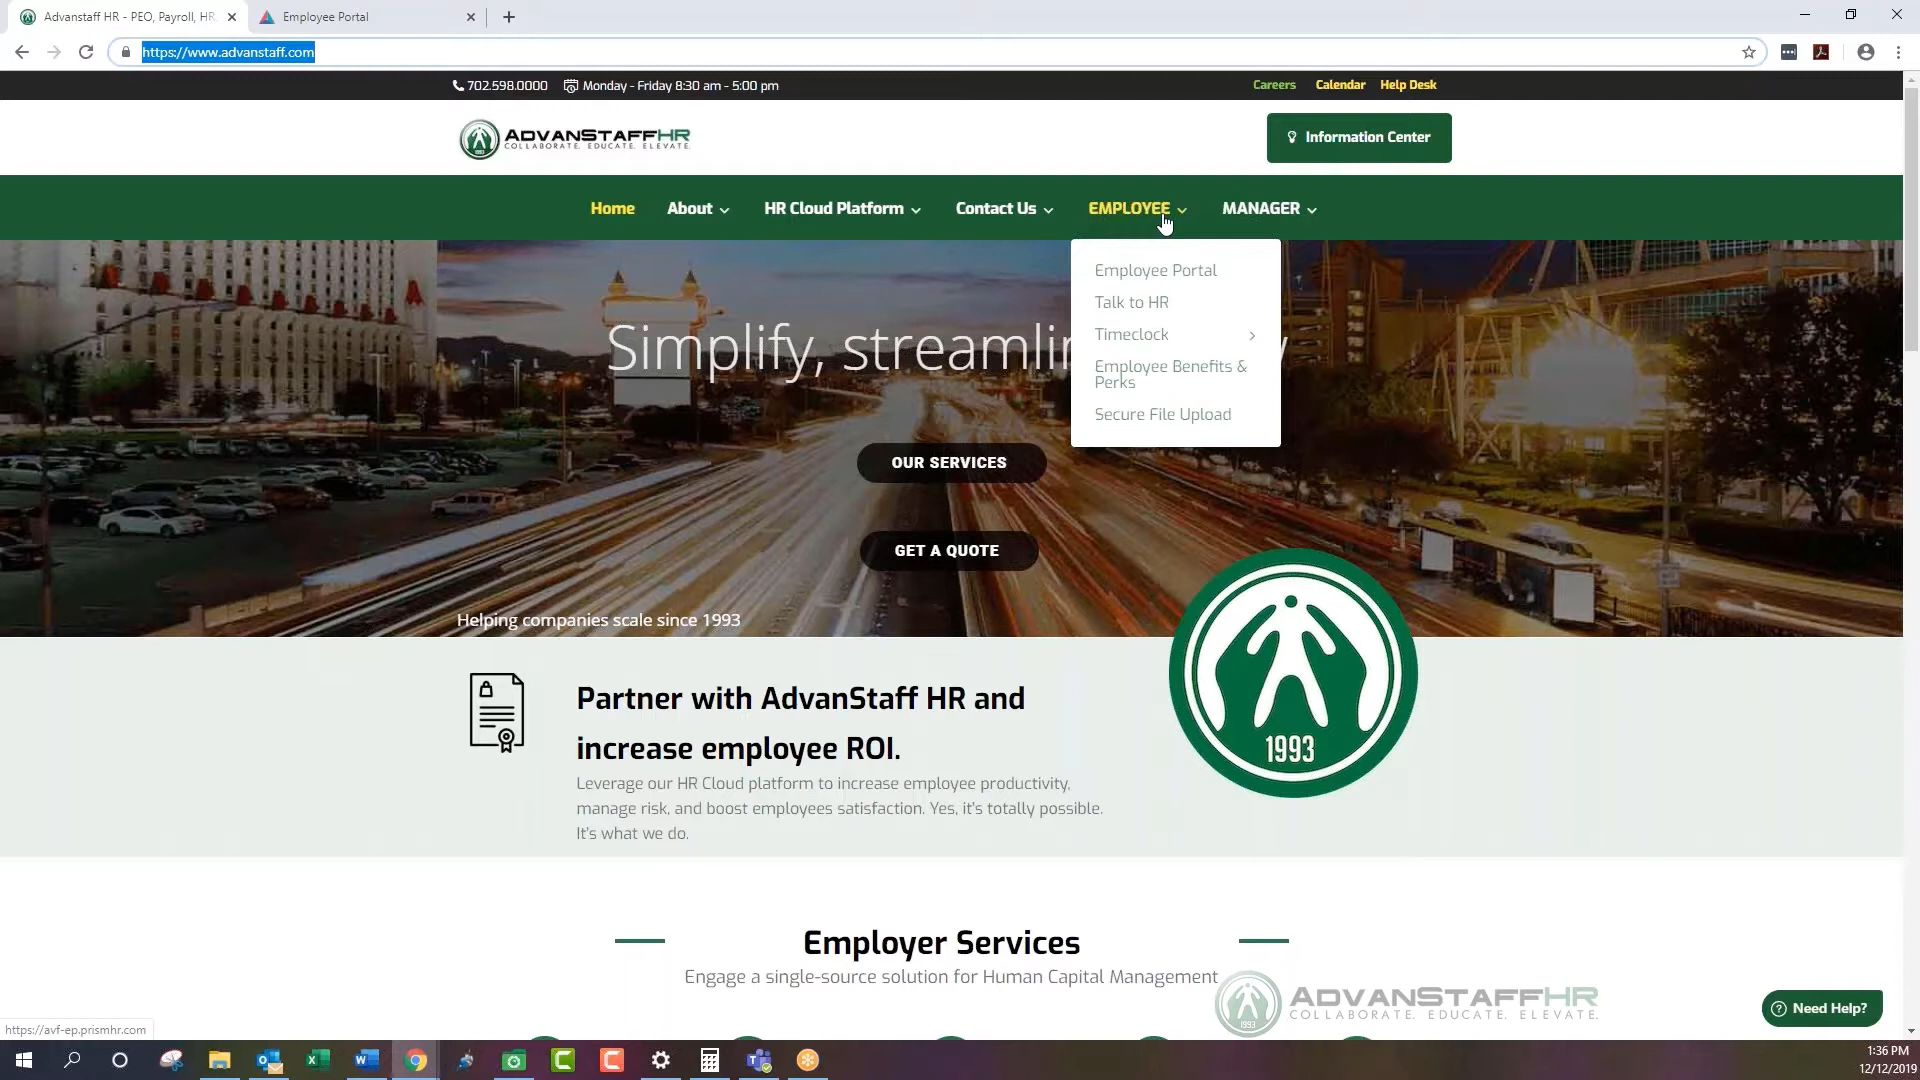 Advanstaff HR - PEO, Payroll, HR,
Employee Portal
https://www.advanstaff.com
702.598.0000
Monday - Friday 8:30 am - 5:00 pm
Careers
Calendar
Help Desk
ADVANSTAFFHR
COLLABORATE. EDUCATE. ELEVATE.
Information Center
Home
About
HR Cloud Platform
Contact Us
EMPLOYEE
MANAGER
Employee Portal
Talk to HR
Timeclock
Employee Benefits &
Perks
Secure File Upload
Simplify,
OUR SERVICES
GET A QUOTE
Helping companies scale since 1993
Partner with AdvanStaff HR and
increase employee ROI.
Leverage our HR Cloud platform to increase employee productivity,
manage risk, and boost employees satisfaction. Yes, it's totally possible.
It's what we do.
1993
Employer Services
Engage a single-source solution for Human Capital Management
1993
ADVANSTAFFHR
COLLABORATE. EDUCATE. ELEVATE.
Need Help?
https://avf-ep.prismhr.com
1:36 PM
12/12/2019